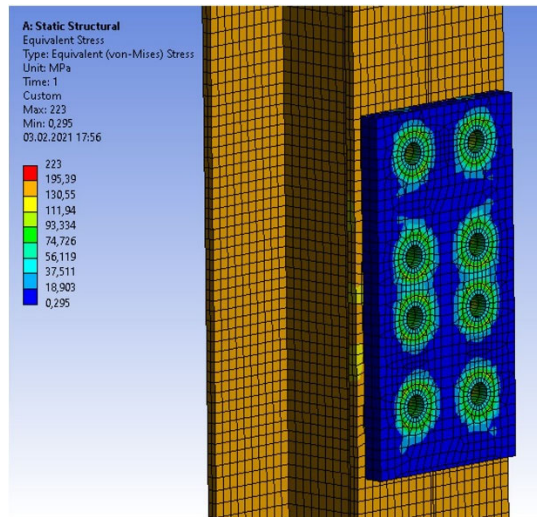 A: Static Structural
Equivalent Stress
Type: Equivalent (von-Mises) Stress
Unit: MPa
Time: 1
Custom
Max: 223
Min: 0,295
03.02.2021 17:56
223
195,39
130,55
111,94
93,334
74,726
56,119
37,511
18,903
0,295